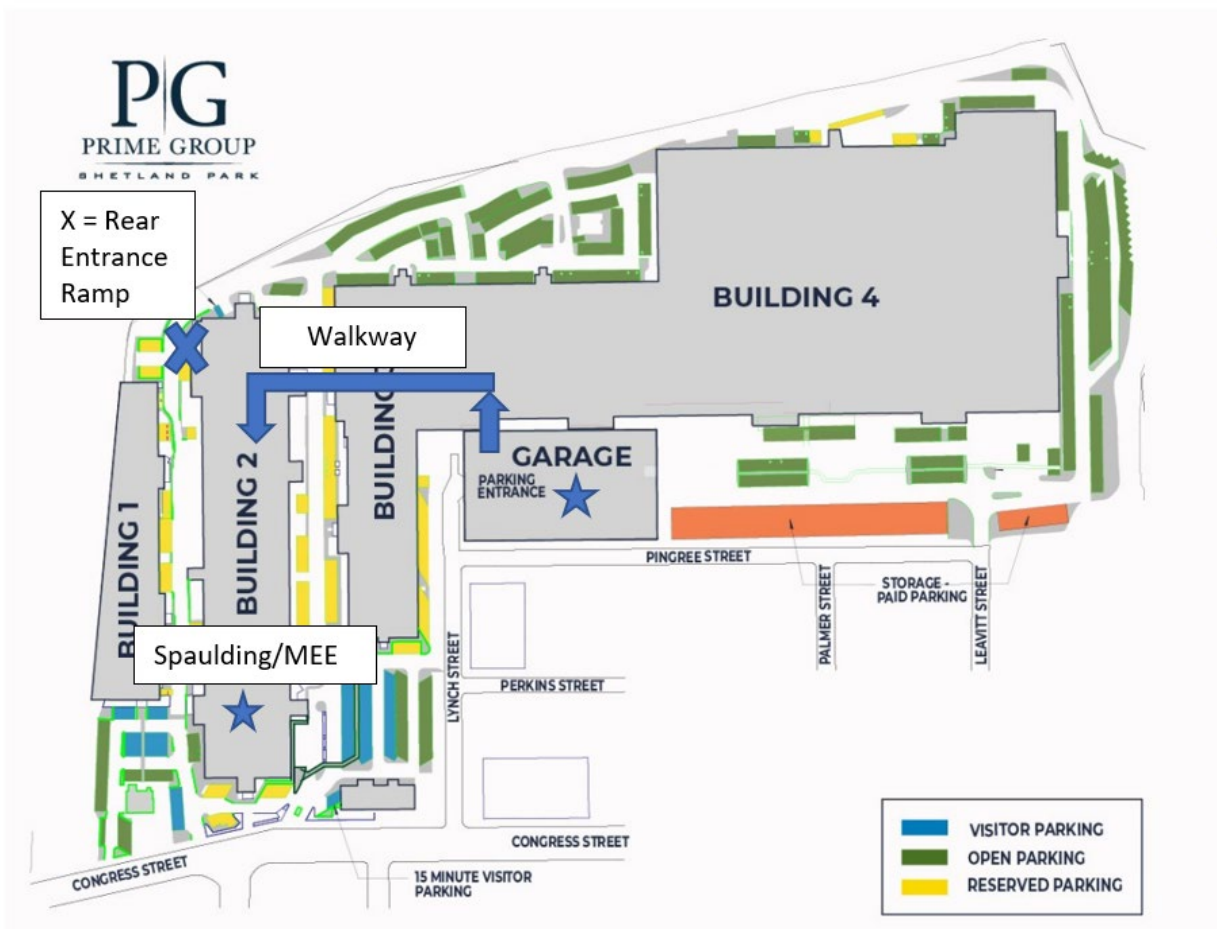 PG
PRIME GROUP
SHETLAND PARK
X = Rear
Entrance
Ramp
Walkway
BUILDING 4
BUILDING
BUILDING 2
BUILDING 1
GARAGE
PARKING
ENTRANCE
PINGREE STREET
STORAGE -
PAID PARKING
PALMER STREET
LEAVITT STREET
Spaulding/MEE
LYNCH STREET
PERKINS STREET
CONGRESS STREET
CONGRESS STREET
15 MINUTE VISITOR
PARKING
VISITOR PARKING
OPEN PARKING
RESERVED PARKING